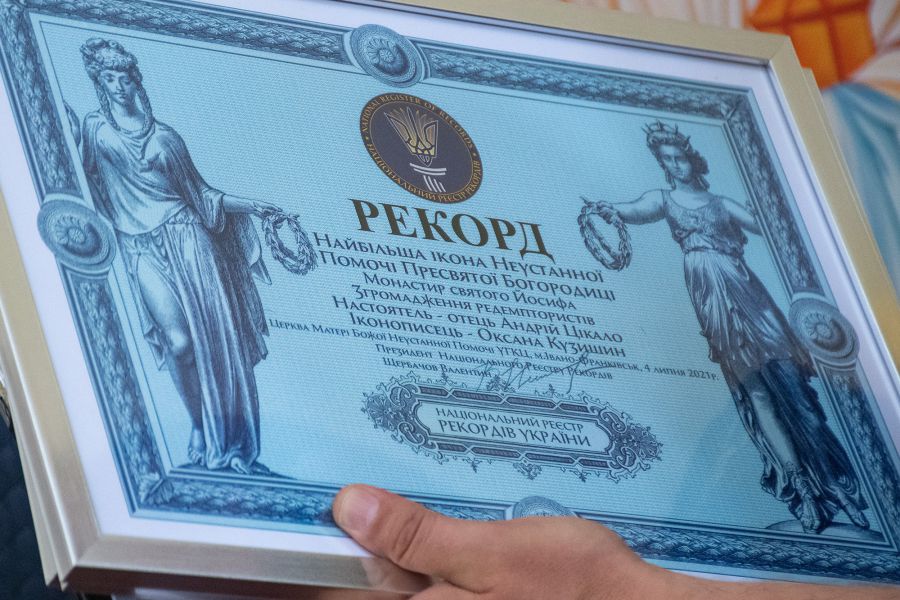 NATIONAL REGISTER OF RECORDS
НАЦІОНАЛЬНИЙ РЕЄСТР РЕКОРДІВ
РЕКОРД
Найбільша ікона Неустанної
Помочі Пресвятої Богородиці
Монастир святого Йосифа
Згромадження редемптористів
Настоятель - отець Андрій Цікало
Іконописець - Оксана Кузишин
Церква Матері Божої Неустанної Помочі УГКЦ, м.Івано-Франківськ, 4 липня 2021г.
Президент Національного Реєстру Рекордів
Щербачов Валентин
НАЦІОНАЛЬНИЙ РЕЄСТР
РЕКОРДІВ УКРАЇНИ